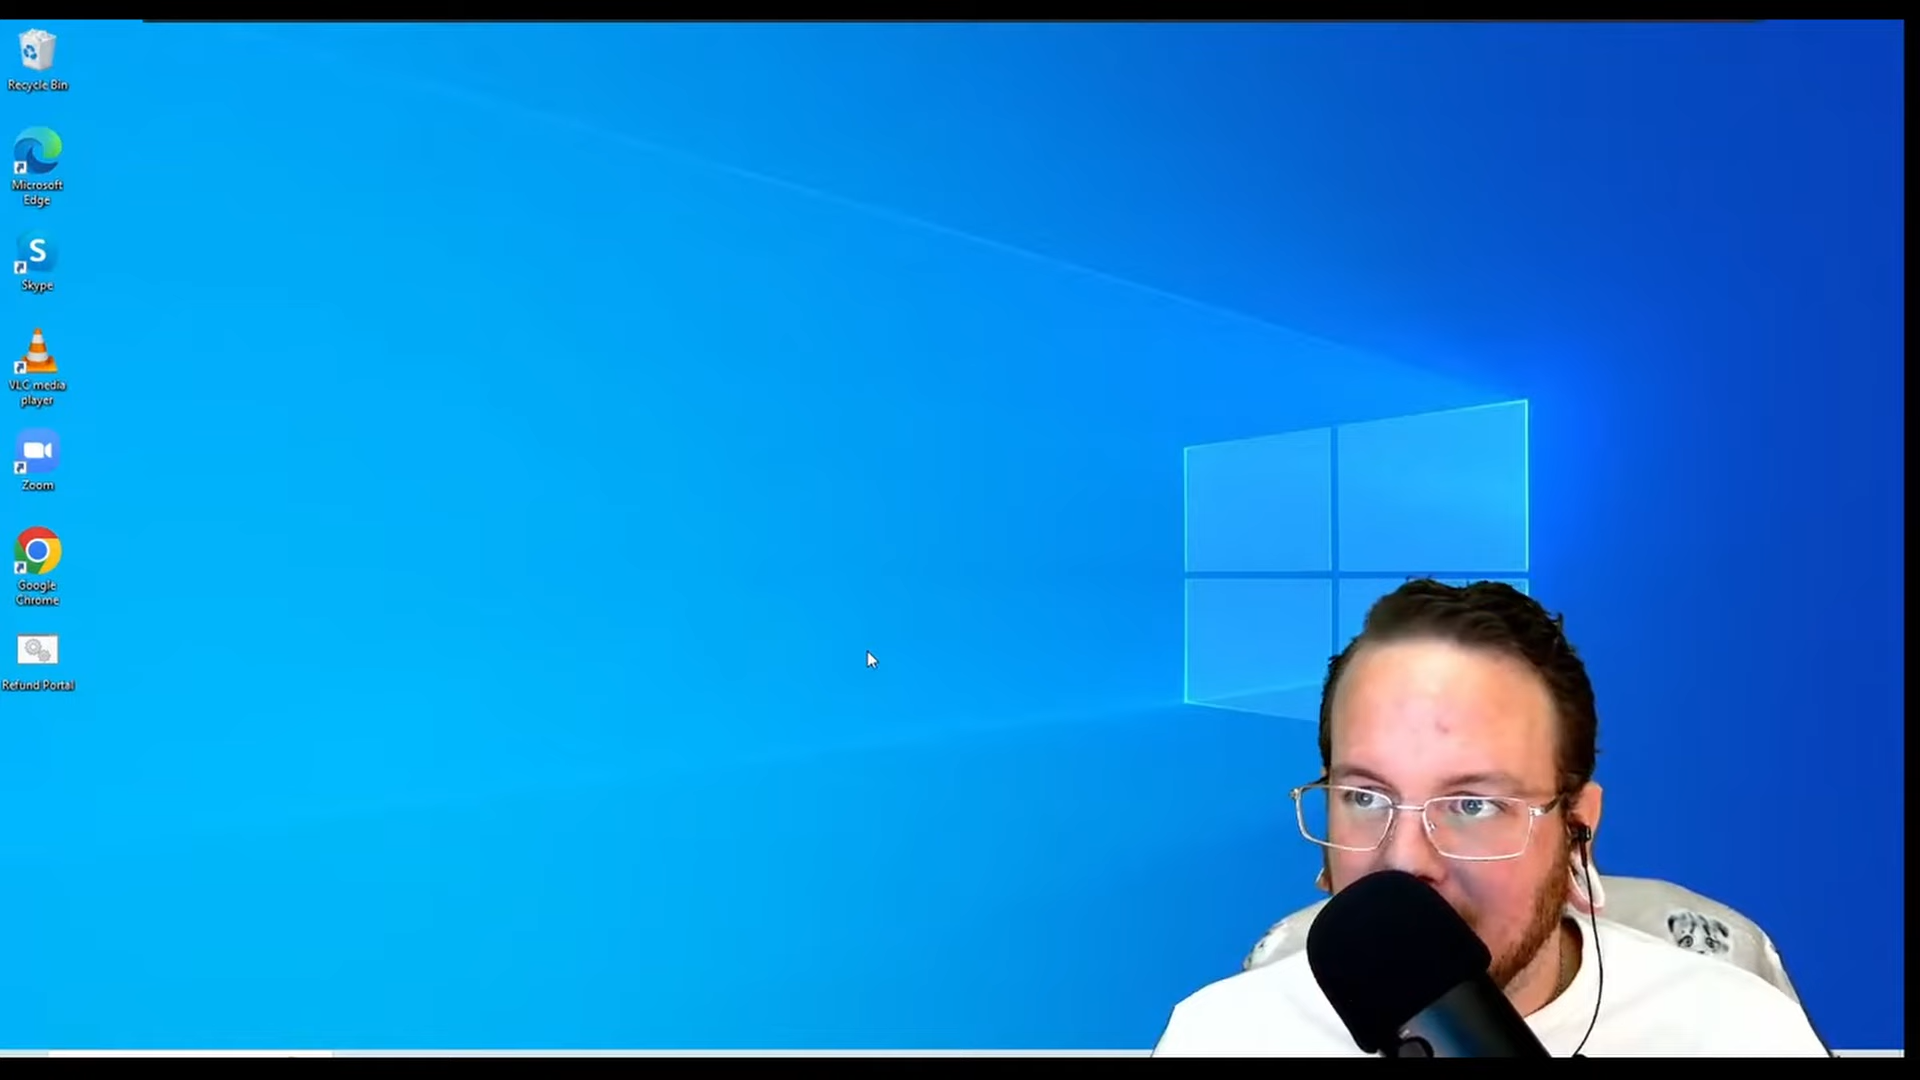 Recycle Bin
Microsoft
Edge
S
Skype
VLC media
player
Zoom
Google
Chrome
Refund Portal